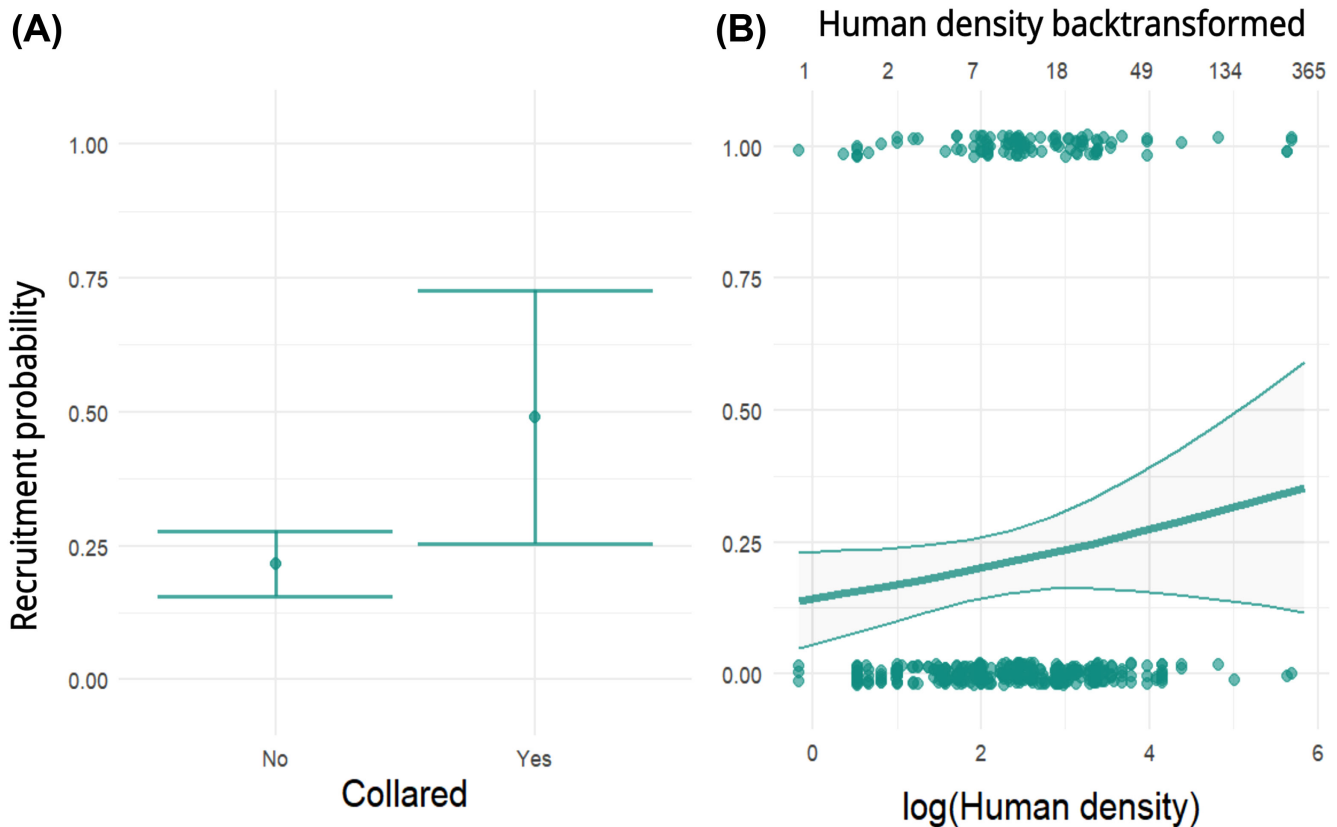 (A)
Recruitment probability
1.00
0.75
0.50
0.25
0.00
No Yes
Collared
(B)
Human density backtransformed
1 2 7 18 49 134 365
1.00
0.75
0.50
0.25
0.00
0 2 4 6
log(Human density)